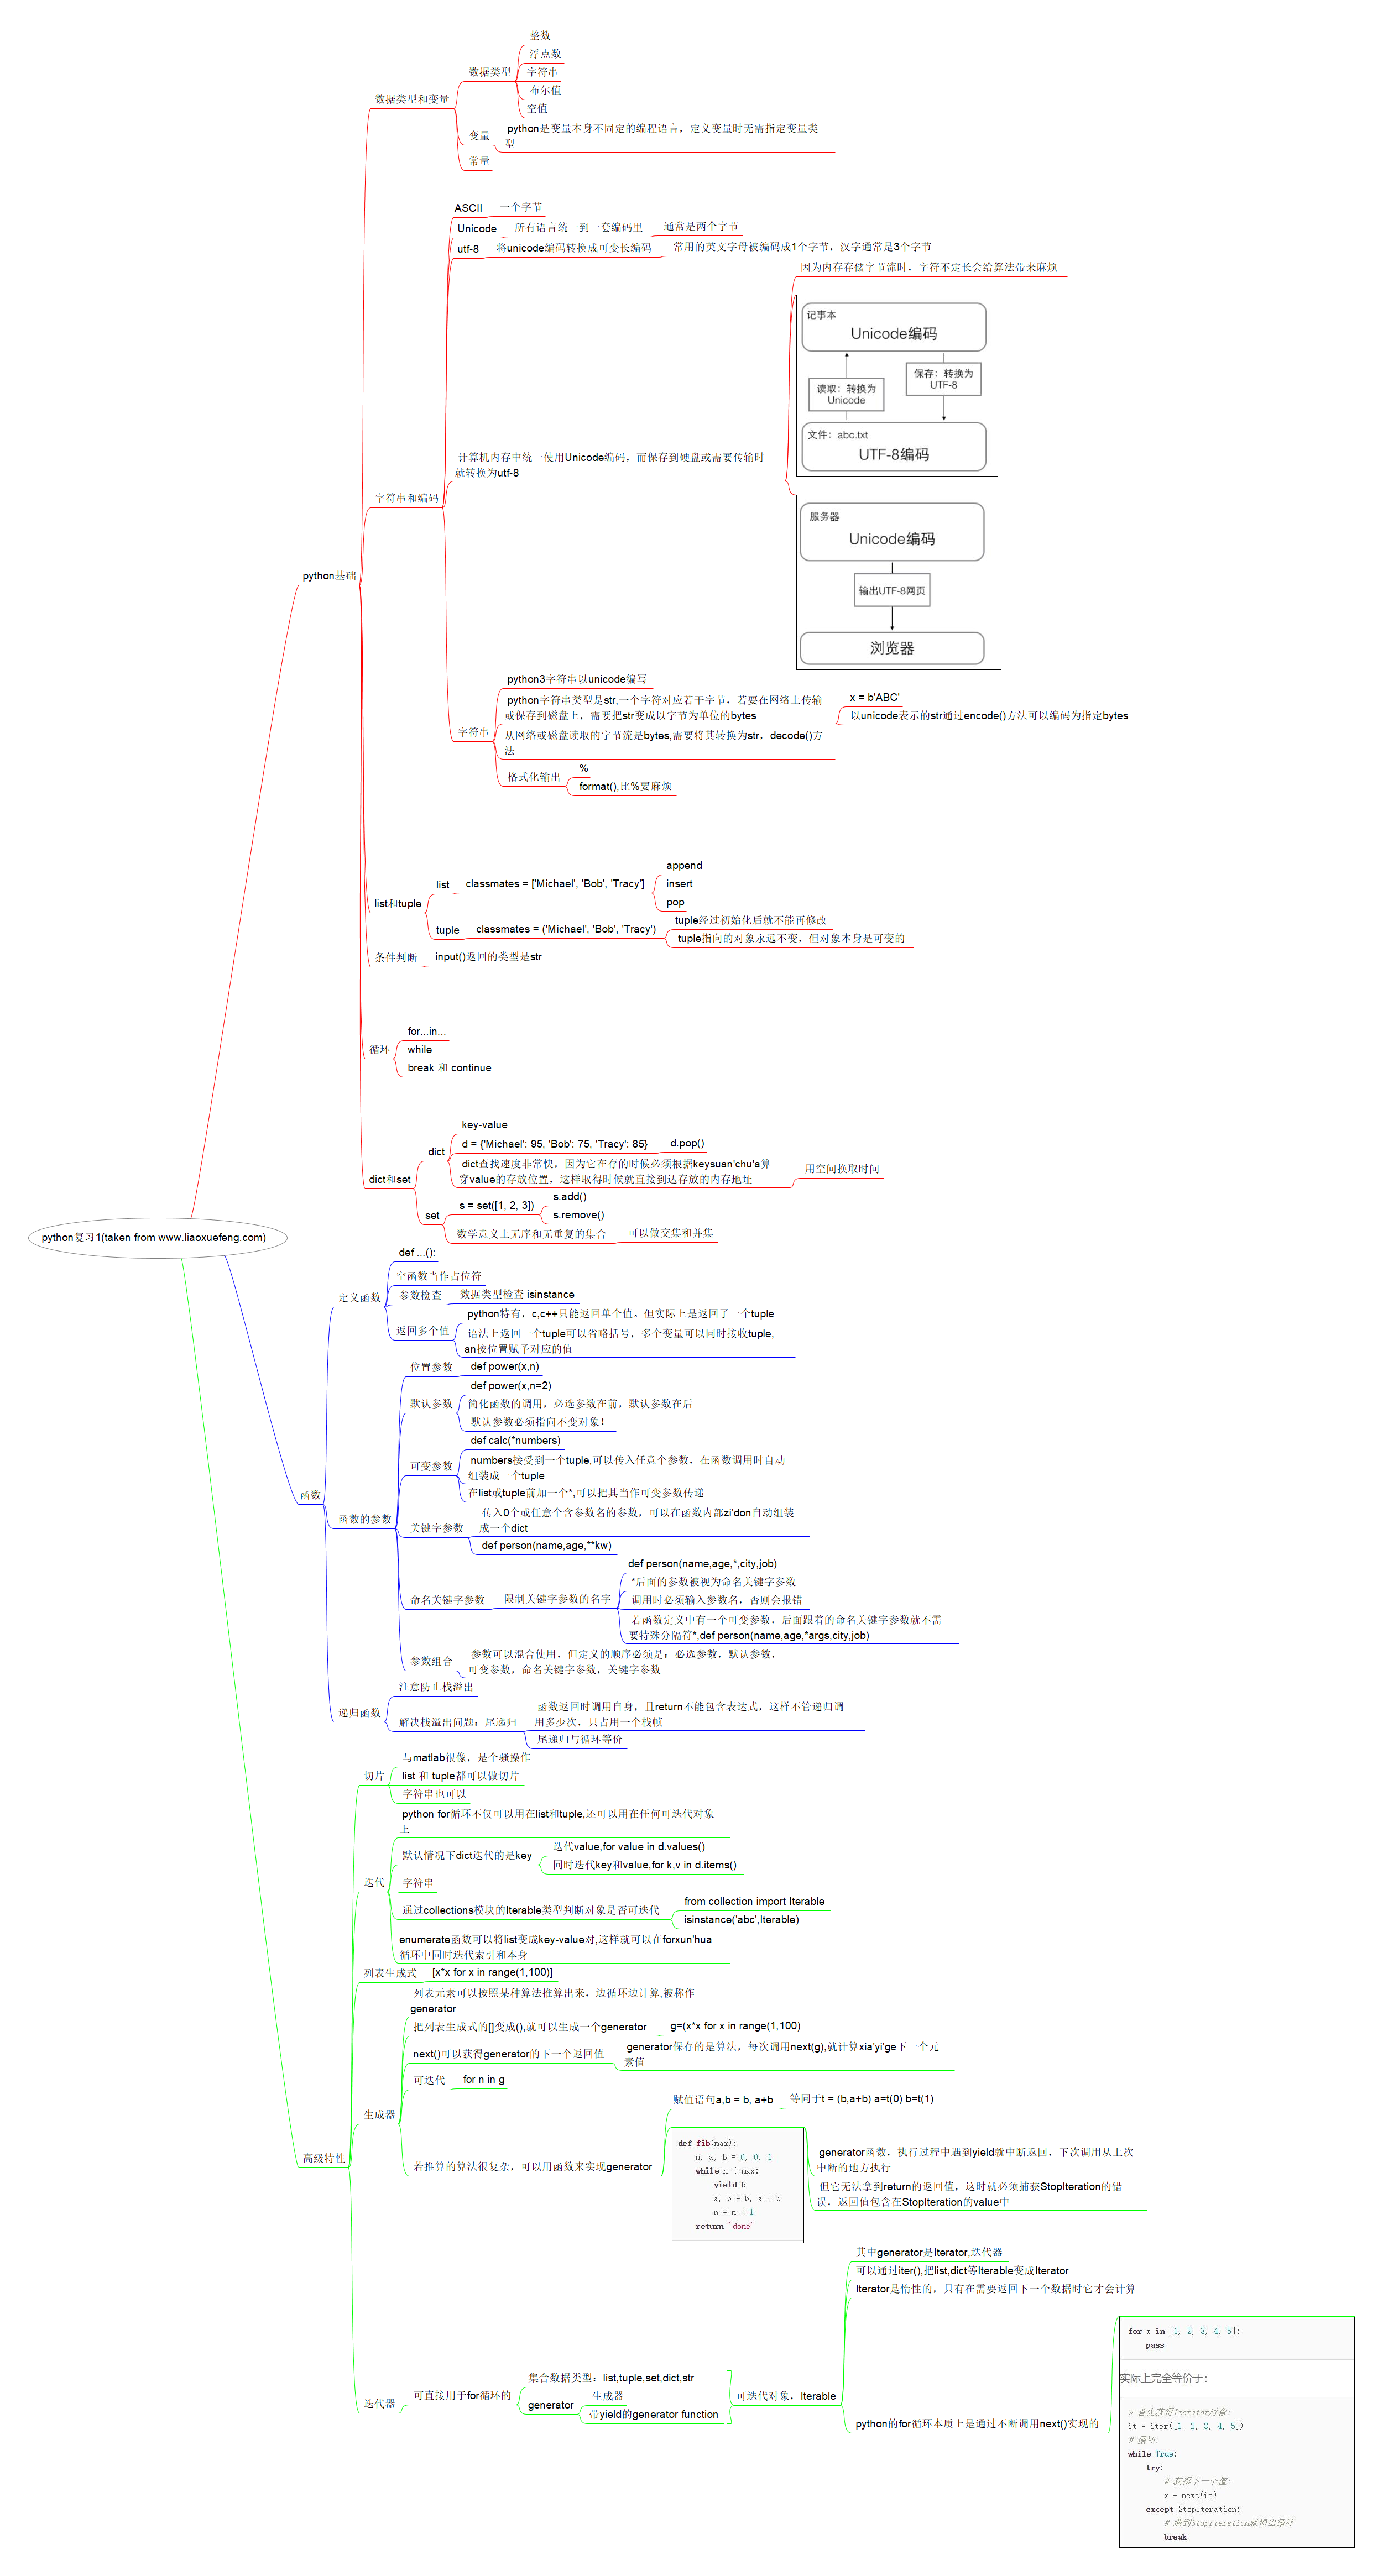 整数
浮点数
数据类型
字符串
布尔值
空值
数据类型和变量
变量
python是变量本身不固定的编程语言，定义变量时无需指定变量类
型
常量
ASCII
一个字节
Unicode
所有语言统一到一套编码里
通常是两个字节
utf-8
将unicode编码转换成可变长编码
常用的英文字母被编码成1个字节，汉字通常是3个字节
因为内存存储字节流时，字符不定长会给算法带来麻烦
记事本
Unicode编码
读取：转换为
Unicode
保存：转换为
UTF-8
文件：abc.txt
UTF-8编码
计算机内存中统一使用Unicode编码，而保存到硬盘或需要传输时
就转换为utf-8
字符串和编码
服务器
Unicode编码
输出UTF-8网页
浏览器
python基础
python3字符串以unicode编写
python字符串类型是str,一个字符对应若干字节，若要在网络上传输
或保存到磁盘上，需要把str变成以字节为单位的bytes
x = b'ABC'
以unicode表示的str通过encode()方法可以编码为指定bytes
字符串
从网络或磁盘读取的字节流是bytes,需要将其转换为str，decode()方
法
格式化输出
%
format(),比%要麻烦
list和tuple
list
classmates = ['Michael', 'Bob', 'Tracy']
append
insert
pop
tuple
classmates = ('Michael', 'Bob', 'Tracy')
tuple经过初始化后就不能再修改
tuple指向的对象永远不变，但对象本身是可变的
条件判断
input()返回的类型是str
循环
for...in...
while
break 和 continue
dict和set
dict
key-value
d = {'Michael': 95, 'Bob': 75, 'Tracy': 85}
d.pop()
dict查找速度非常快，因为它在存的时候必须根据keysuan'chu'a算
穿value的存放位置，这样取得时候就直接到达存放的内存地址
用空间换取时间
set
s = set([1, 2, 3])
s.add()
s.remove()
数学意义上无序和无重复的集合
可以做交集和并集
python复习1(taken from www.liaoxuefeng.com)
函数
定义函数
def ...():
空函数当作占位符
参数检查
数据类型检查 isinstance
返回多个值
python特有，c,c++只能返回单个值。但实际上是返回了一个tuple
语法上返回一个tuple可以省略括号，多个变量可以同时接收tuple,
an按位置赋予对应的值
函数的参数
位置参数
def power(x,n)
默认参数
def power(x,n=2)
简化函数的调用，必选参数在前，默认参数在后
默认参数必须指向不变对象！
可变参数
def calc(*numbers)
numbers接受到一个tuple,可以传入任意个参数，在函数调用时自动
组装成一个tuple
在list或tuple前加一个*,可以把其当作可变参数传递
关键字参数
传入0个或任意个含参数名的参数，可以在函数内部zi'don自动组装
成一个dict
def person(name,age,**kw)
命名关键字参数
限制关键字参数的名字
def person(name,age,*,city,job)
*后面的参数被视为命名关键字参数
调用时必须输入参数名，否则会报错
若函数定义中有一个可变参数，后面跟着的命名关键字参数就不需
要特殊分隔符*,def person(name,age,*args,city,job)
参数组合
参数可以混合使用，但定义的顺序必须是：必选参数，默认参数，
可变参数，命名关键字参数，关键字参数
递归函数
注意防止栈溢出
解决栈溢出问题：尾递归
函数返回时调用自身，且return不能包含表达式，这样不管递归调
用多少次，只占用一个栈帧
尾递归与循环等价
高级特性
切片
与matlab很像，是个骚操作
list 和 tuple都可以做切片
字符串也可以
迭代
python for循环不仅可以用在list和tuple,还可以用在任何可迭代对象
上
默认情况下dict迭代的是key
迭代value,for value in d.values()
同时迭代key和value,for k,v in d.items()
字符串
通过collections模块的Iterable类型判断对象是否可迭代
from collection import Iterable
isinstance('abc',Iterable)
enumerate函数可以将list变成key-value对,这样就可以在forxun'hua
循环中同时迭代索引和本身
列表生成式
[x*x for x in range(1,100)]
生成器
列表元素可以按照某种算法推算出来，边循环边计算,被称作
generator
把列表生成式的[]变成(),就可以生成一个generator
g=(x*x for x in range(1,100)
next()可以获得generator的下一个返回值
generator保存的是算法，每次调用next(g),就计算xia'yi'ge下一个元
素值
可迭代
for n in g
若推算的算法很复杂，可以用函数来实现generator
赋值语句a,b = b, a+b
等同于t = (b,a+b) a=t(0) b=t(1)
def fib(max):
n, a, b = 0, 0, 1
while n < max:
yield b
a, b = b, a + b
n = n + 1
return 'done'
generator函数，执行过程中遇到yield就中断返回，下次调用从上次
中断的地方执行
但它无法拿到return的返回值，这时就必须捕获StopIteration的错
误，返回值包含在StopIteration的value中
迭代器
可直接用于for循环的
集合数据类型：list,tuple,set,dict,str
generator
生成器
带yield的generator function
可迭代对象，Iterable
其中generator是Iterator,迭代器
可以通过iter(),把list,dict等Iterable变成Iterator
Iterator是惰性的，只有在需要返回下一个数据时它才会计算
python的for循环本质上是通过不断调用next()实现的
for x in [1, 2, 3, 4, 5]:
pass
实际上完全等价于：
# 首先获得Iterator对象:
it = iter([1, 2, 3, 4, 5])
# 循环:
while True:
try:
# 获得下一个值:
x = next(it)
except StopIteration:
# 遇到StopIteration就退出循环
break